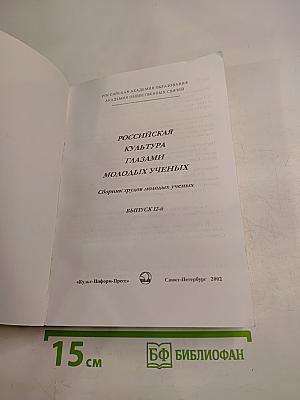 РОССИЙСКАЯ АКАДЕМИЯ ОБРАЗОВАНИЯ
АКАДЕМИЯ ОБЩЕСТВЕННЫХ СВЯЗЕЙ
РОССИЙСКАЯ
КУЛЬТУРА
ГЛАЗАМИ
МОЛОДЫХ УЧЕНЫХ
Сборник трудов молодых ученых
ВЫПУСК 12-й
«Культ-Информ-Пресс» Санкт-Петербург 2002
15 см БФ БИБЛИОФАН